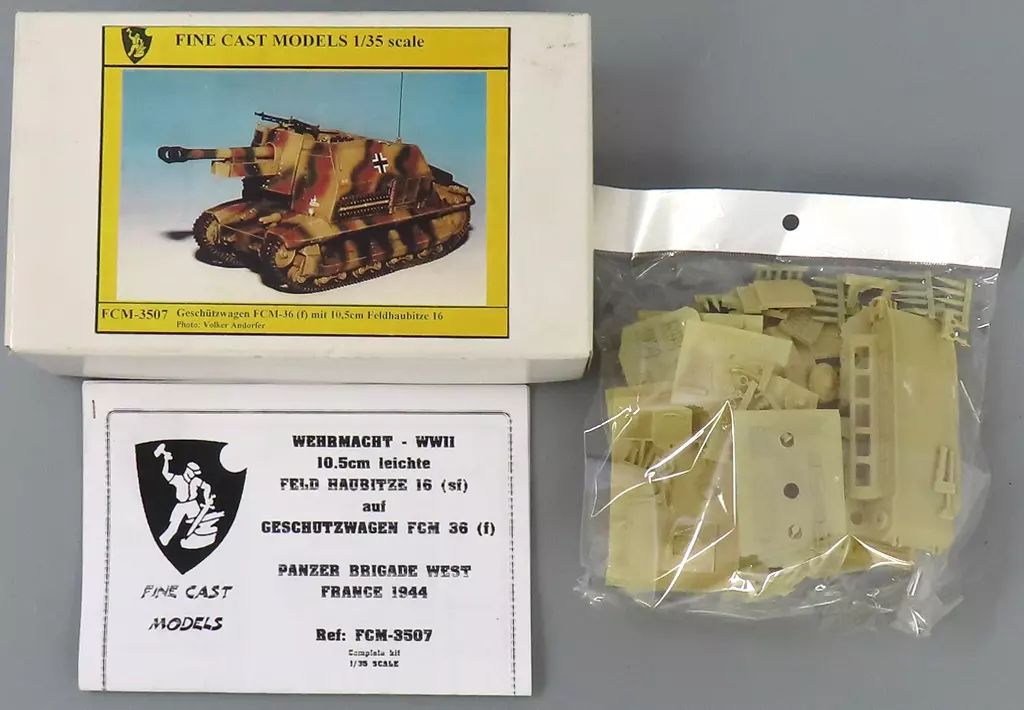 FINE CAST MODELS 1/35 scale
FCM-3507 Geschützwagen FCM-36 (f) mit 10,5cm Feldhaubitze 16
Photo: Volker Andorfer
WEHRMACHT - WWII
10.5cm leichte
FELD HAUBITZE 16 (sf)
auf
GESCHUTZWAGEN FCM 36 (f)
PANZER BRIGADE WEST
FRANCE 1944
Ref: FCM-3507
Complete kit
1/35 SCALE
FINE CAST
MODELS